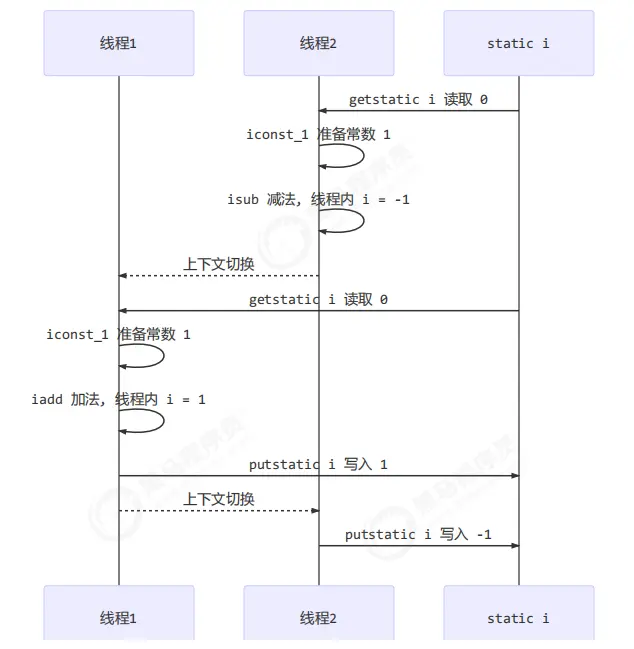 线程1
线程2
static i
getstatic i 读取 0
iconst_1 准备常数 1
isub 减法, 线程内 i = -1
上下文切换
getstatic i 读取 0
iconst_1 准备常数 1
iadd 加法, 线程内 i = 1
putstatic i 写入 1
上下文切换
putstatic i 写入 -1
线程1
线程2
static i